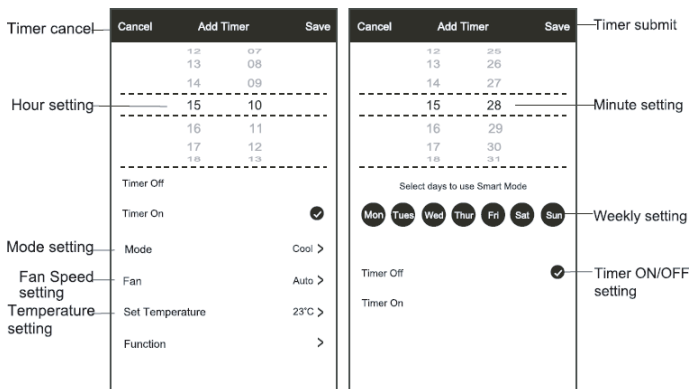 Timer cancel
Cancel Add Timer Save
12 07
13 08
14 09
Hour setting
15 10
16 11
17 12
18 13
Timer Off
Timer On
Mode setting
Mode Cool >
Fan Speed
setting
Fan Auto >
Temperature
setting
Set Temperature 23°C >
Function >
Cancel Add Timer Save
Timer submit
12 25
13 26
14 27
15 28
Minute setting
16 29
17 30
18 31
Select days to use Smart Mode
Mon Tues Wed Thur Fri Sat Sun
Weekly setting
Timer Off
Timer ON/OFF
setting
Timer On